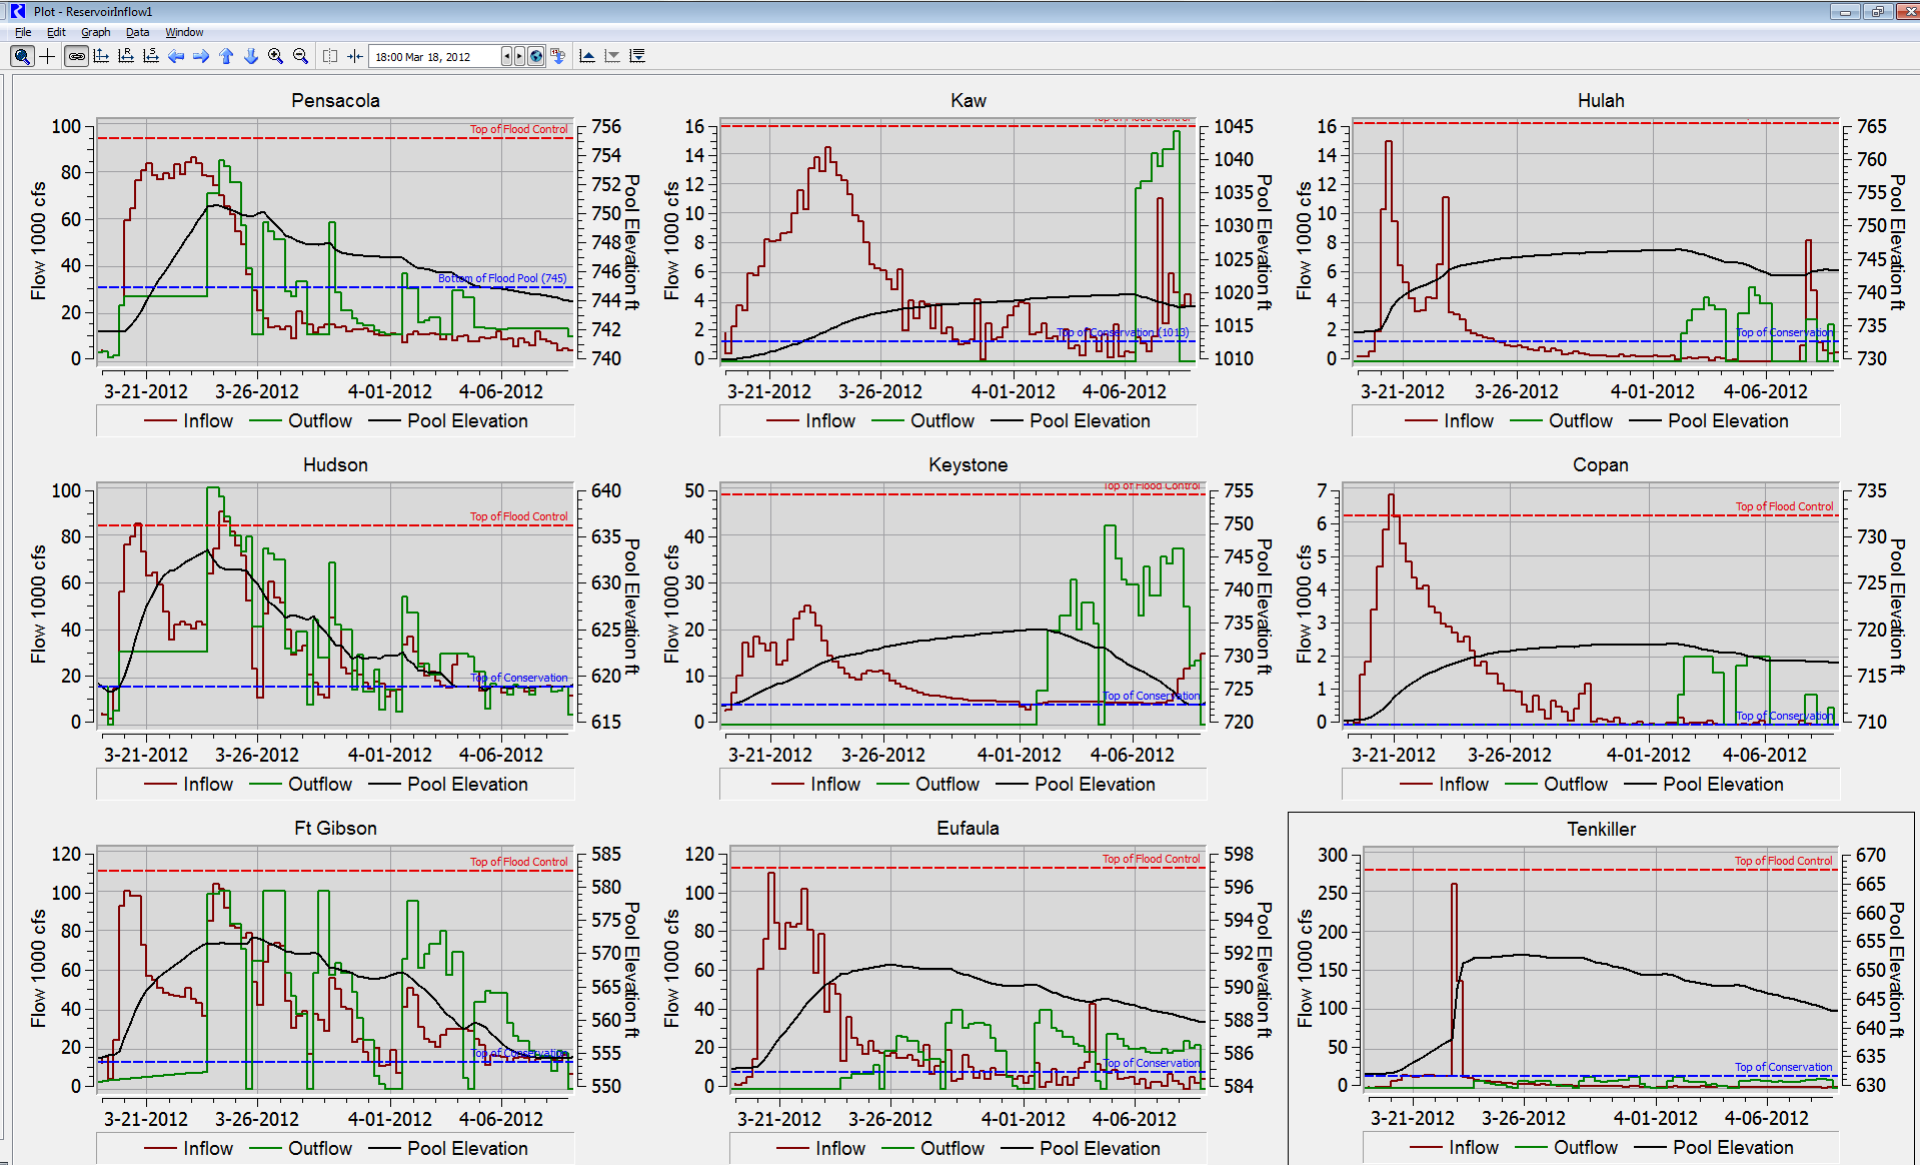 Plot - ReservoirInflow1
File Edit Graph Data Window
18:00 Mar 18, 2012
Pensacola
Flow 1000 cfs
100
80
60
40
20
0
Top of Flood Control
Bottom of Flood Pool (745)
756
754
752
750
748
746
744
742
740
Pool Elevation ft
3-21-2012 3-26-2012 4-01-2012 4-06-2012
Inflow Outflow Pool Elevation
Kaw
Flow 1000 cfs
16
14
12
10
8
6
4
2
0
Top of Flood Control
Top of Conservation (1013)
1045
1040
1035
1030
1025
1020
1015
1010
Pool Elevation ft
3-21-2012 3-26-2012 4-01-2012 4-06-2012
Inflow Outflow Pool Elevation
Hulah
Flow 1000 cfs
16
14
12
10
8
6
4
2
0
Top of Conservation
765
760
755
750
745
740
735
730
Pool Elevation ft
3-21-2012 3-26-2012 4-01-2012 4-06-2012
Inflow Outflow Pool Elevation
Hudson
Flow 1000 cfs
100
80
60
40
20
0
Top of Flood Control
Top of Conservation
640
635
630
625
620
615
Pool Elevation ft
3-21-2012 3-26-2012 4-01-2012 4-06-2012
Inflow Outflow Pool Elevation
Keystone
Flow 1000 cfs
50
40
30
20
10
0
Top of Flood Control
Top of Conservation
755
750
745
740
735
730
725
720
Pool Elevation ft
3-21-2012 3-26-2012 4-01-2012 4-06-2012
Inflow Outflow Pool Elevation
Copan
Flow 1000 cfs
7
6
5
4
3
2
1
0
Top of Flood Control
Top of Conservation
735
730
725
720
715
710
Pool Elevation ft
3-21-2012 3-26-2012 4-01-2012 4-06-2012
Inflow Outflow Pool Elevation
Ft Gibson
Flow 1000 cfs
120
100
80
60
40
20
0
Top of Flood Control
Top of Conservation
585
580
575
570
565
560
555
550
Pool Elevation ft
3-21-2012 3-26-2012 4-01-2012 4-06-2012
Inflow Outflow Pool Elevation
Eufaula
Flow 1000 cfs
120
100
80
60
40
20
0
Top of Flood Control
Top of Conservation
598
596
594
592
590
588
586
584
Pool Elevation ft
3-21-2012 3-26-2012 4-01-2012 4-06-2012
Inflow Outflow Pool Elevation
Tenkiller
Flow 1000 cfs
300
250
200
150
100
50
0
Top of Flood Control
Top of Conservation
670
665
660
655
650
645
640
635
630
Pool Elevation ft
3-21-2012 3-26-2012 4-01-2012 4-06-2012
Inflow Outflow Pool Elevation